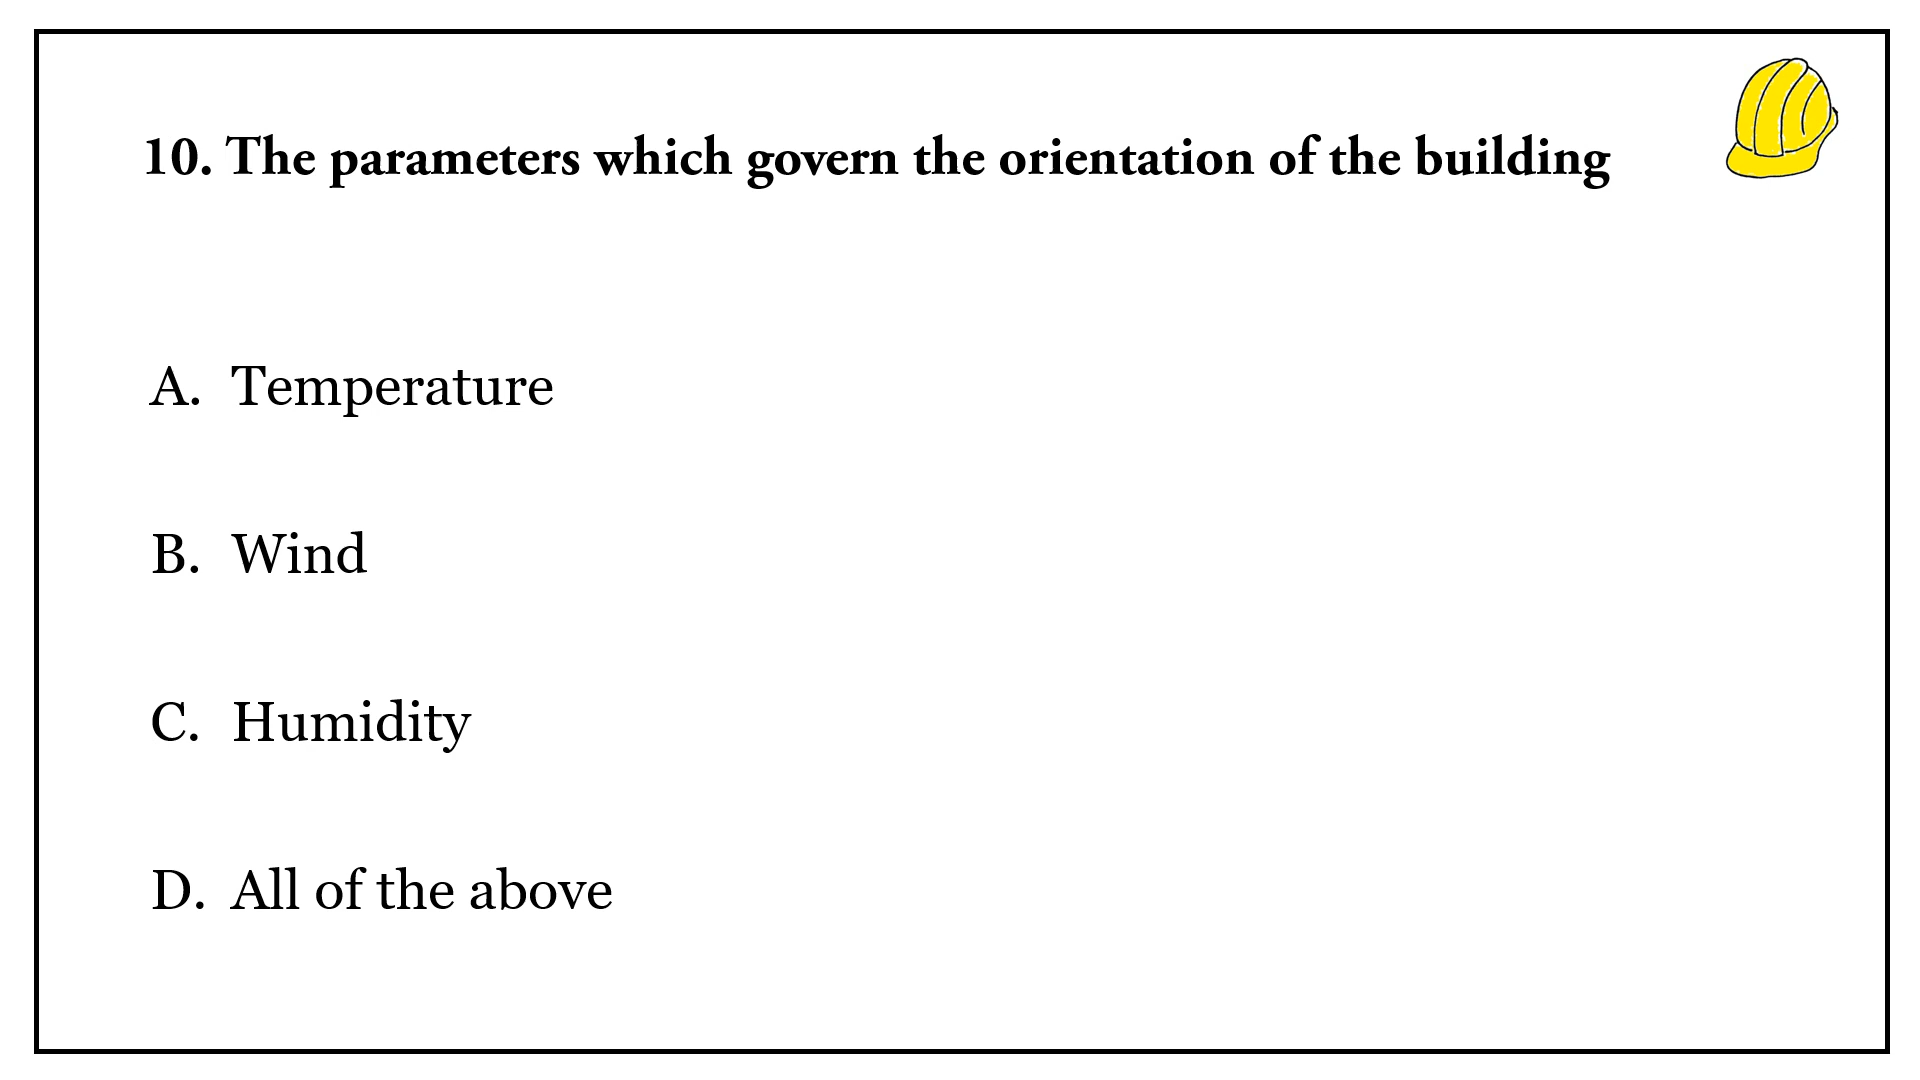 10. The parameters which govern the orientation of the building
A. Temperature
B. Wind
C. Humidity
D. All of the above